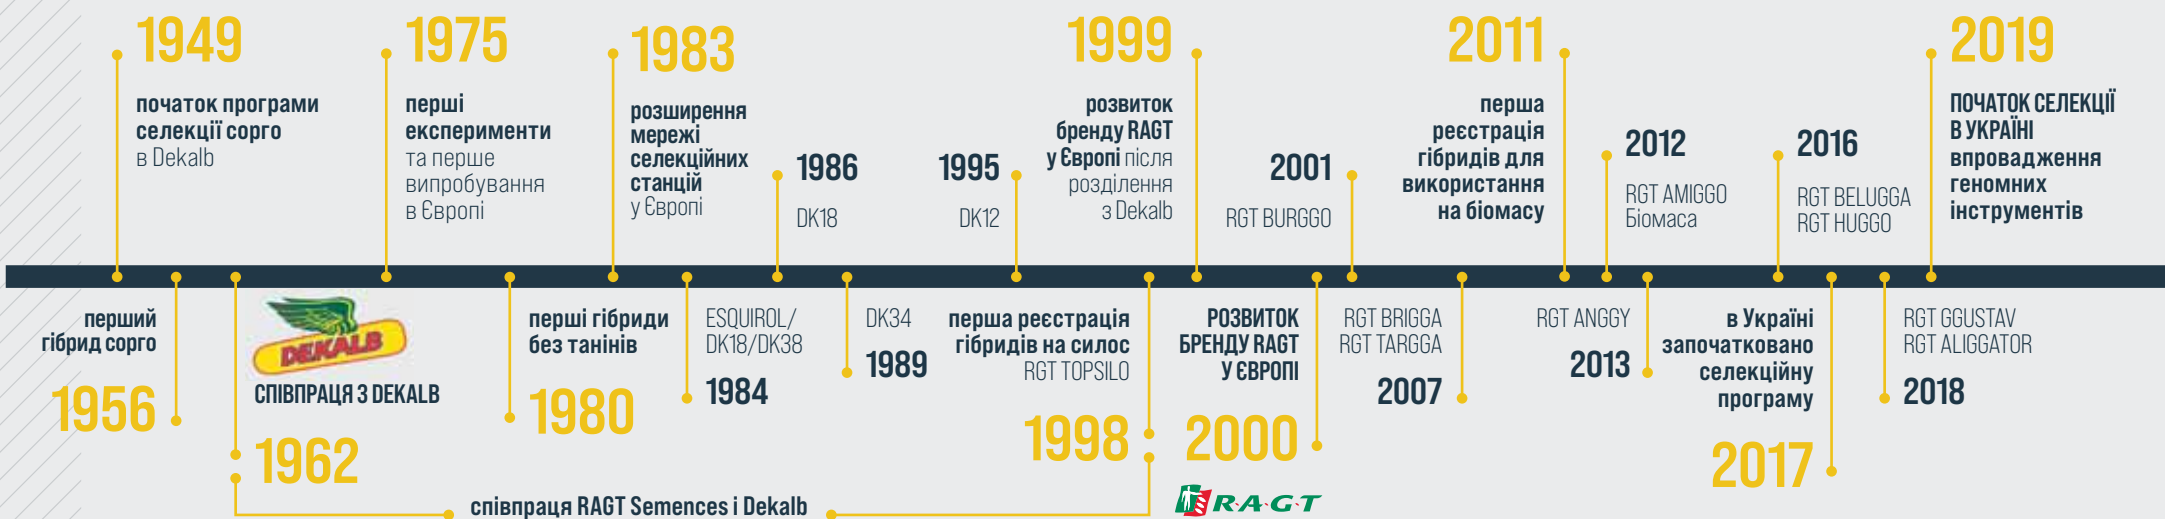 1949
початок програми
селекції сорго
в Dekalb
1975
перші
експерименти
та перше
випробування
в Європі
1983
розширення
мережі
селекційних
станцій
у Європі
1986
DK18
1995
DK12
1999
розвиток
бренду RAGT
у Європі після
розділення
з Dekalb
2001
RGT BURGGO
2011
перша
реєстрація
гібридів для
використання
на біомасу
2012
RGT AMIGGO
Біомаса
2016
RGT BELUGGA
RGT HUGGO
2019
ПОЧАТОК СЕЛЕКЦІЇ
В УКРАЇНІ
впровадження
геномних
інструментів
перший
гібрид сорго
1956
DEKALB
СПІВПРАЦЯ З DEKALB
1962
співпраця RAGT Semences і Dekalb
перші гібриди
без танінів
1980
ESQUIROL/
DK18/DK38
1984
DK34
1989
перша реєстрація
гібридів на силос
RGT TOPSILO
1998
РОЗВИТОК
БРЕНДУ RAGT
У ЄВРОПІ
2000
R·A·G·T
RGT BRIGGA
RGT TARGGA
2007
RGT ANGGY
2013
в Україні
започатковано
селекційну
програму
2017
RGT GGUSTAV
RGT ALIGGATOR
2018